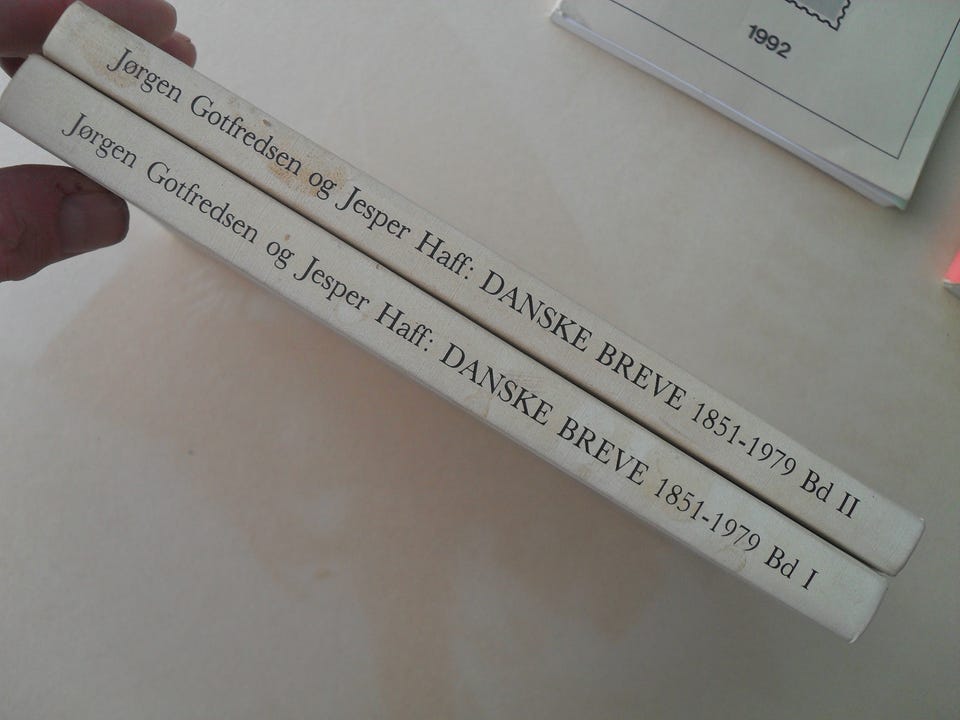 1992
Jørgen Gotfredsen og Jesper Haff: DANSKE BREVE 1851-1979 Bd II
Jørgen Gotfredsen og Jesper Haff: DANSKE BREVE 1851-1979 Bd I